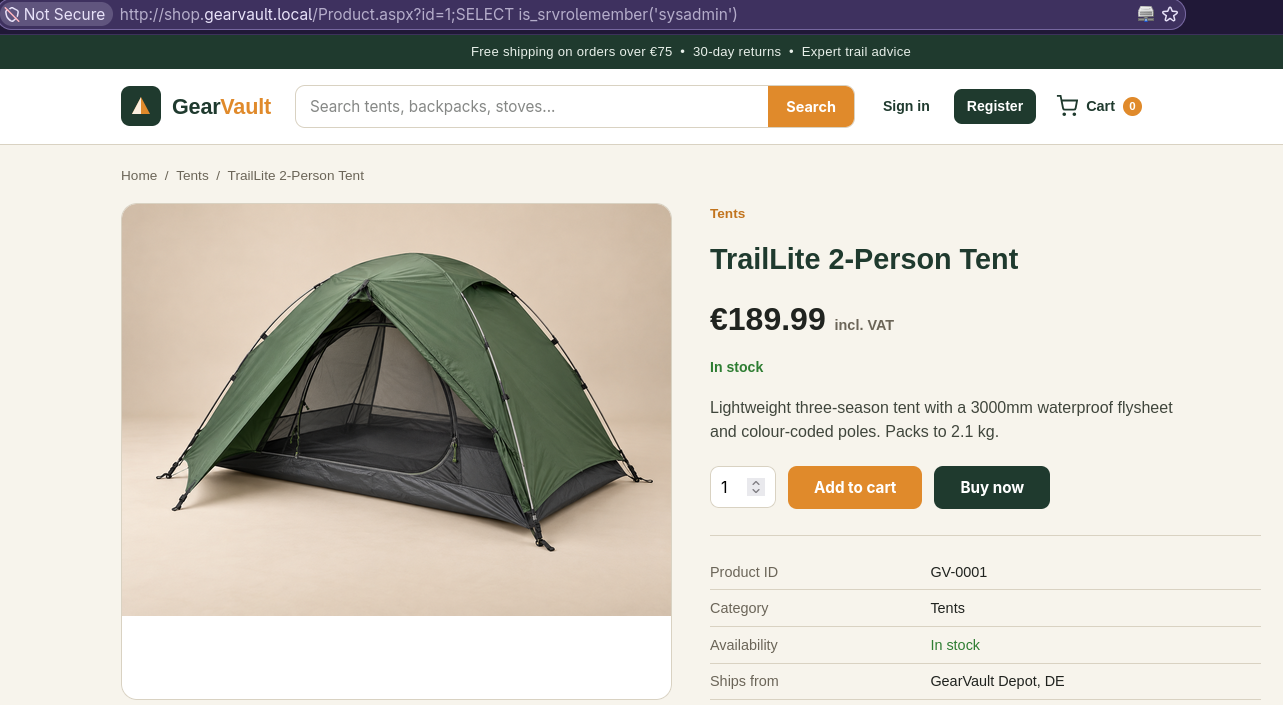 Not Secure http://shop.gearvault.local/Product.aspx?id=1;SELECT is_srvrolemember('sysadmin')
Free shipping on orders over €75 • 30-day returns • Expert trail advice
GearVault Search tents, backpacks, stoves... Search Sign in Register Cart 0
Home / Tents / TrailLite 2-Person Tent
Tents
TrailLite 2-Person Tent
€189.99 incl. VAT
In stock
Lightweight three-season tent with a 3000mm waterproof flysheet
and colour-coded poles. Packs to 2.1 kg.
1 Add to cart Buy now
Product ID GV-0001
Category Tents
Availability In stock
Ships from GearVault Depot, DE